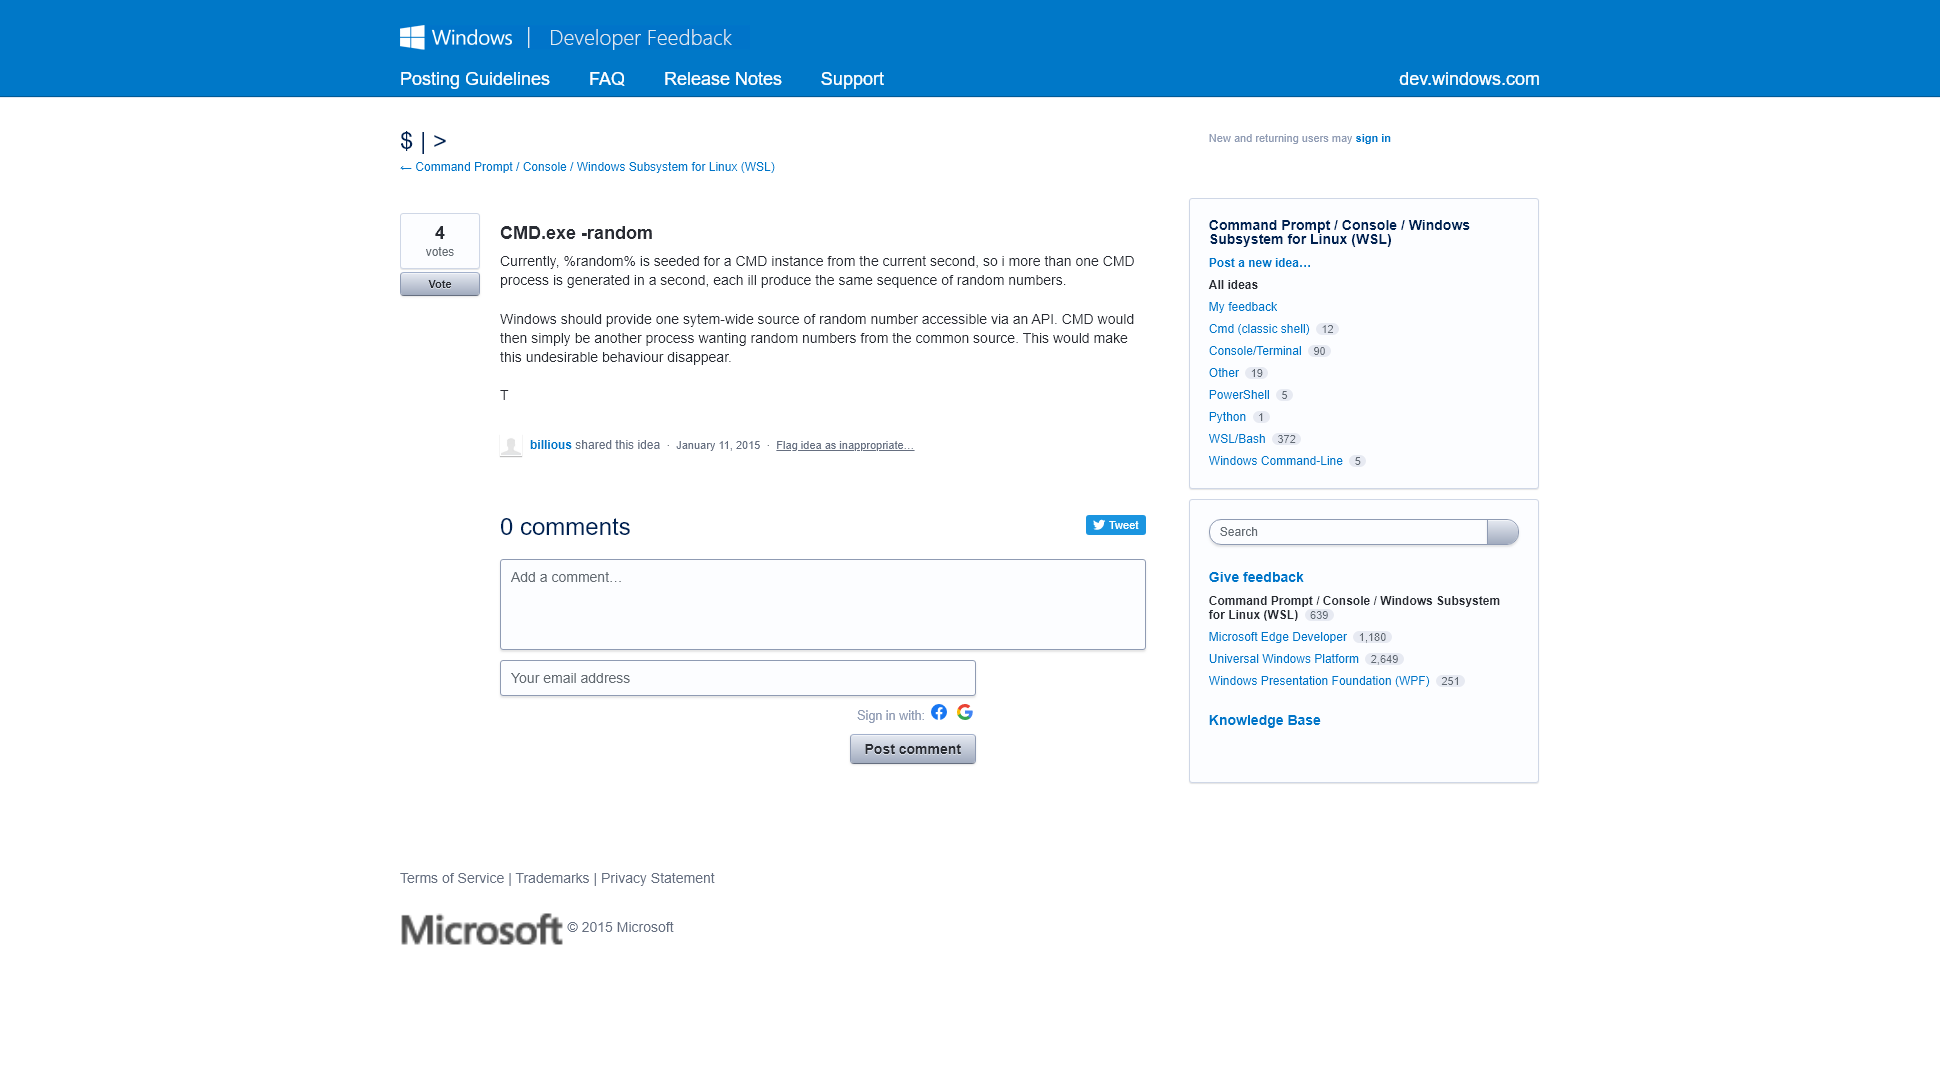 Windows | Developer Feedback
Posting Guidelines FAQ Release Notes Support dev.windows.com
$ | >
← Command Prompt / Console / Windows Subsystem for Linux (WSL)
New and returning users may sign in
4
votes
Vote
CMD.exe -random
Currently, %random% is seeded for a CMD instance from the current second, so i more than one CMD
process is generated in a second, each ill produce the same sequence of random numbers.
Windows should provide one sytem-wide source of random number accessible via an API. CMD would
then simply be another process wanting random numbers from the common source. This would make
this undesirable behaviour disappear.
T
billious shared this idea · January 11, 2015 · Flag idea as inappropriate…
0 comments
Tweet
Add a comment…
Your email address
Sign in with:
Post comment
Command Prompt / Console / Windows
Subsystem for Linux (WSL)
Post a new idea…
All ideas
My feedback
Cmd (classic shell) 12
Console/Terminal 90
Other 19
PowerShell 5
Python 1
WSL/Bash 372
Windows Command-Line 5
Search
Give feedback
Command Prompt / Console / Windows Subsystem
for Linux (WSL) 639
Microsoft Edge Developer 1,180
Universal Windows Platform 2,649
Windows Presentation Foundation (WPF) 251
Knowledge Base
Terms of Service | Trademarks | Privacy Statement
Microsoft © 2015 Microsoft